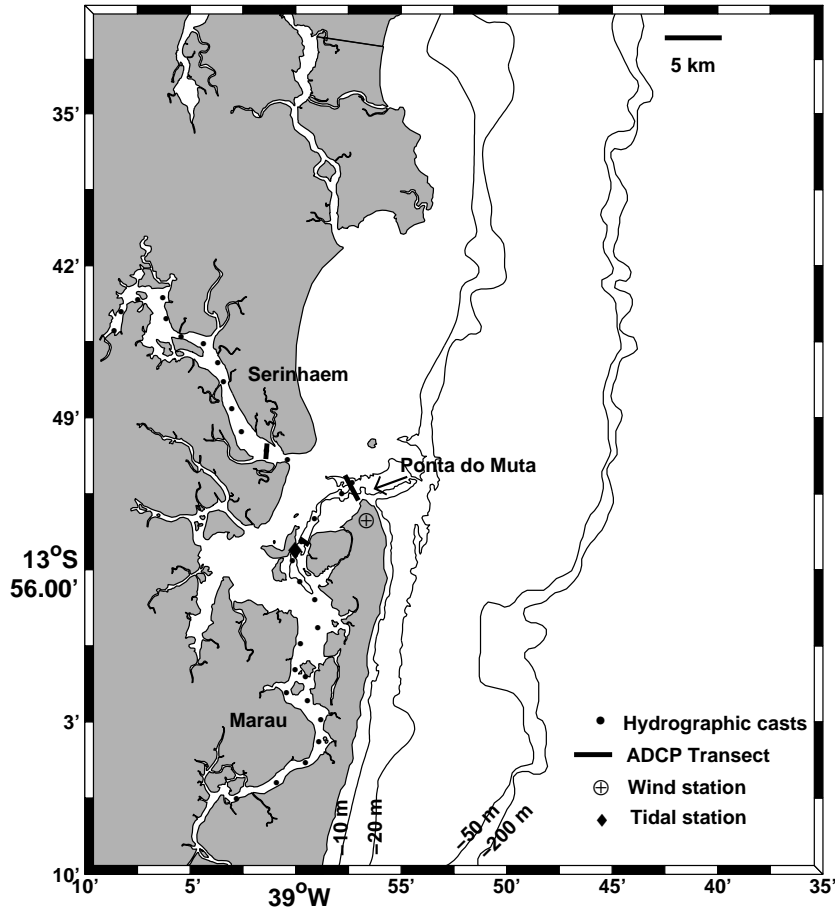 5 km
35'
42'
Serinhaem
49'
Ponta do Muta
13°S
56.00'
Marau
3'
Hydrographic casts
ADCP Transect
Wind station
Tidal station
−10 m
−20 m
−50 m
−200 m
10'
10'
5'
39°W
55'
50'
45'
40'
35'